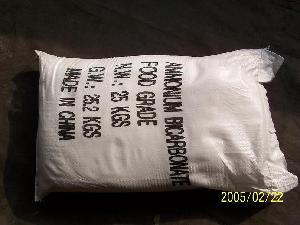 AMMONIUM BICARBONATE
FOOD GRADE
N.W.: 25 KGS
G.W.: 25.2 KGS
MADE IN CHINA
2005/02/22